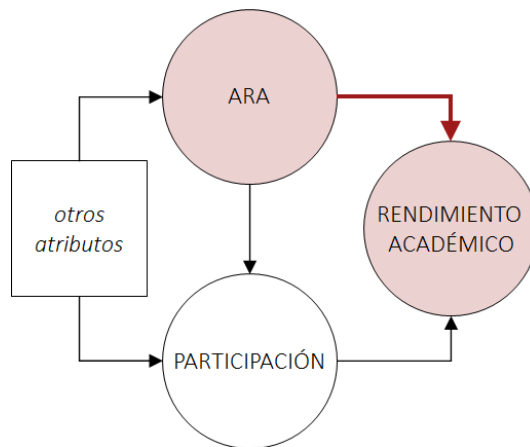 ARA
otros
atributos
RENDIMIENTO
ACADÉMICO
PARTICIPACIÓN